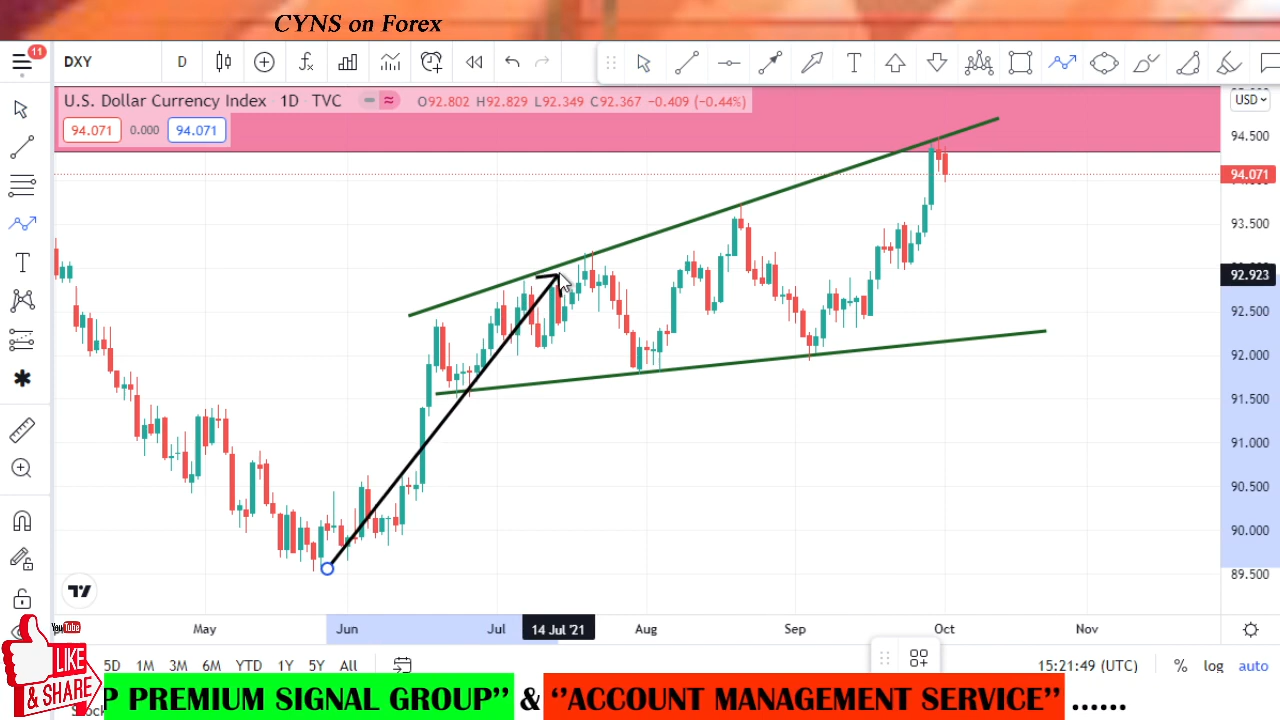 CYNS on Forex
11
DXY
D
T
U.S. Dollar Currency Index 1D TVC O92.802 H92.829 L92.349 C92.367 −0.409 (−0.44%)
94.071 0.000 94.071
USD
94.500
94.071
93.500
92.923
92.500
92.000
91.500
91.000
90.500
90.000
89.500
T
May Jun Jul 14 Jul '21 Aug Sep Oct Nov
5D 1M 3M 6M YTD 1Y 5Y All 15:21:49 (UTC) % log auto
YouTube
LIKE
& SHARE
P PREMIUM SIGNAL GROUP" & "ACCOUNT MANAGEMENT SERVICE" ......